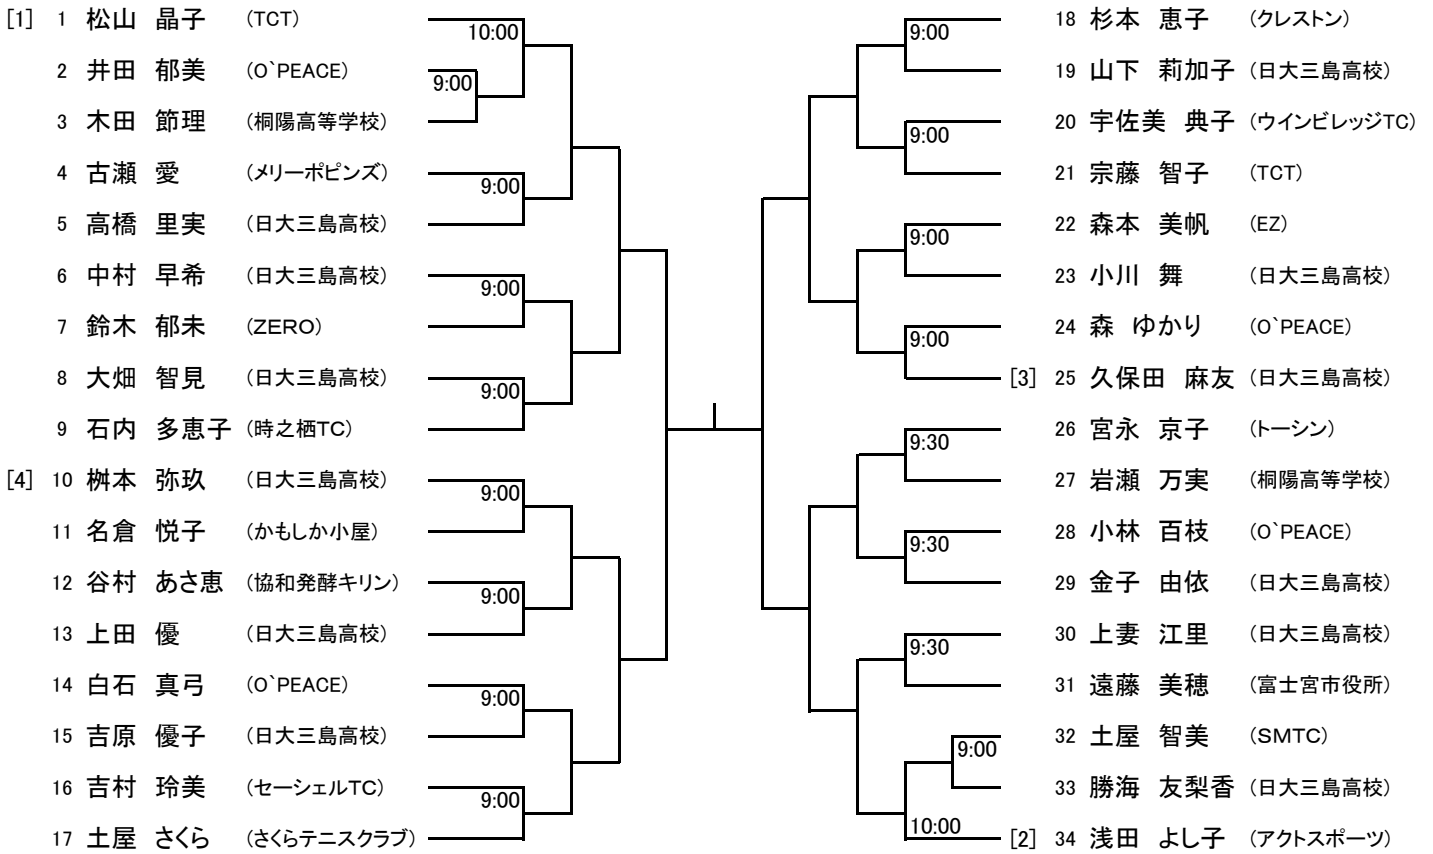 [1] 1 松山 晶子 (TCT)
10:00
2 井田 郁美 (O`PEACE)
9:00
3 木田 節理 (桐陽高等学校)
4 古瀬 愛 (メリーポピンズ)
9:00
5 高橋 里実 (日大三島高校)
6 中村 早希 (日大三島高校)
9:00
7 鈴木 郁未 (ZERO)
8 大畑 智見 (日大三島高校)
9:00
9 石内 多恵子 (時之栖TC)
[4] 10 桝本 弥玖 (日大三島高校)
9:00
11 名倉 悦子 (かもしか小屋)
12 谷村 あさ恵 (協和発酵キリン)
9:00
13 上田 優 (日大三島高校)
14 白石 真弓 (O`PEACE)
9:00
15 吉原 優子 (日大三島高校)
16 吉村 玲美 (セーシェルTC)
9:00
17 土屋 さくら (さくらテニスクラブ)
18 杉本 恵子 (クレストン)
9:00
19 山下 莉加子 (日大三島高校)
20 宇佐美 典子 (ウインビレッジTC)
9:00
21 宗藤 智子 (TCT)
22 森本 美帆 (EZ)
9:00
23 小川 舞 (日大三島高校)
24 森 ゆかり (O`PEACE)
9:00
[3] 25 久保田 麻友 (日大三島高校)
26 宮永 京子 (トーシン)
9:30
27 岩瀬 万実 (桐陽高等学校)
28 小林 百枝 (O`PEACE)
9:30
29 金子 由依 (日大三島高校)
30 上妻 江里 (日大三島高校)
9:30
31 遠藤 美穂 (富士宮市役所)
32 土屋 智美 (SMTC)
9:00
33 勝海 友梨香 (日大三島高校)
10:00
[2] 34 浅田 よし子 (アクトスポーツ)